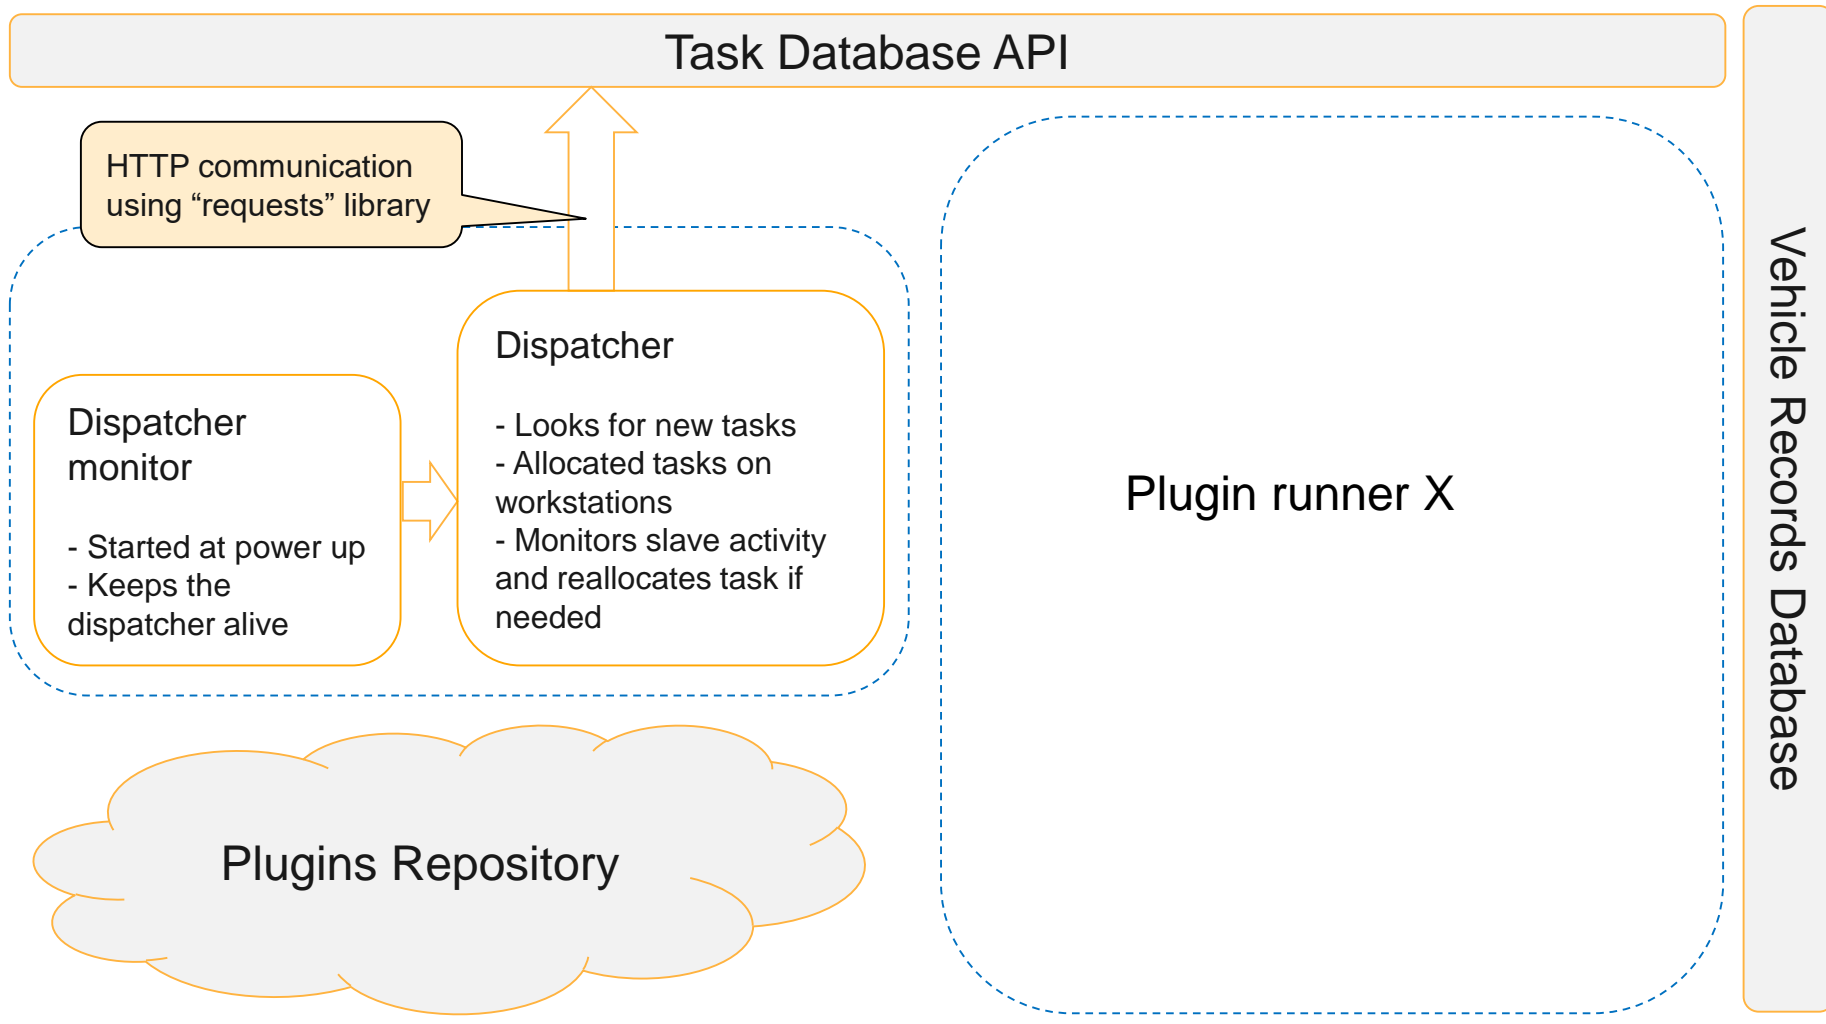 Task Database API
HTTP communication
using “requests” library
Dispatcher
- Looks for new tasks
- Allocated tasks on
workstations
- Monitors slave activity
and reallocates task if
needed
Dispatcher
monitor
- Started at power up
- Keeps the
dispatcher alive
Plugin runner X
Plugins Repository
Vehicle Records Database